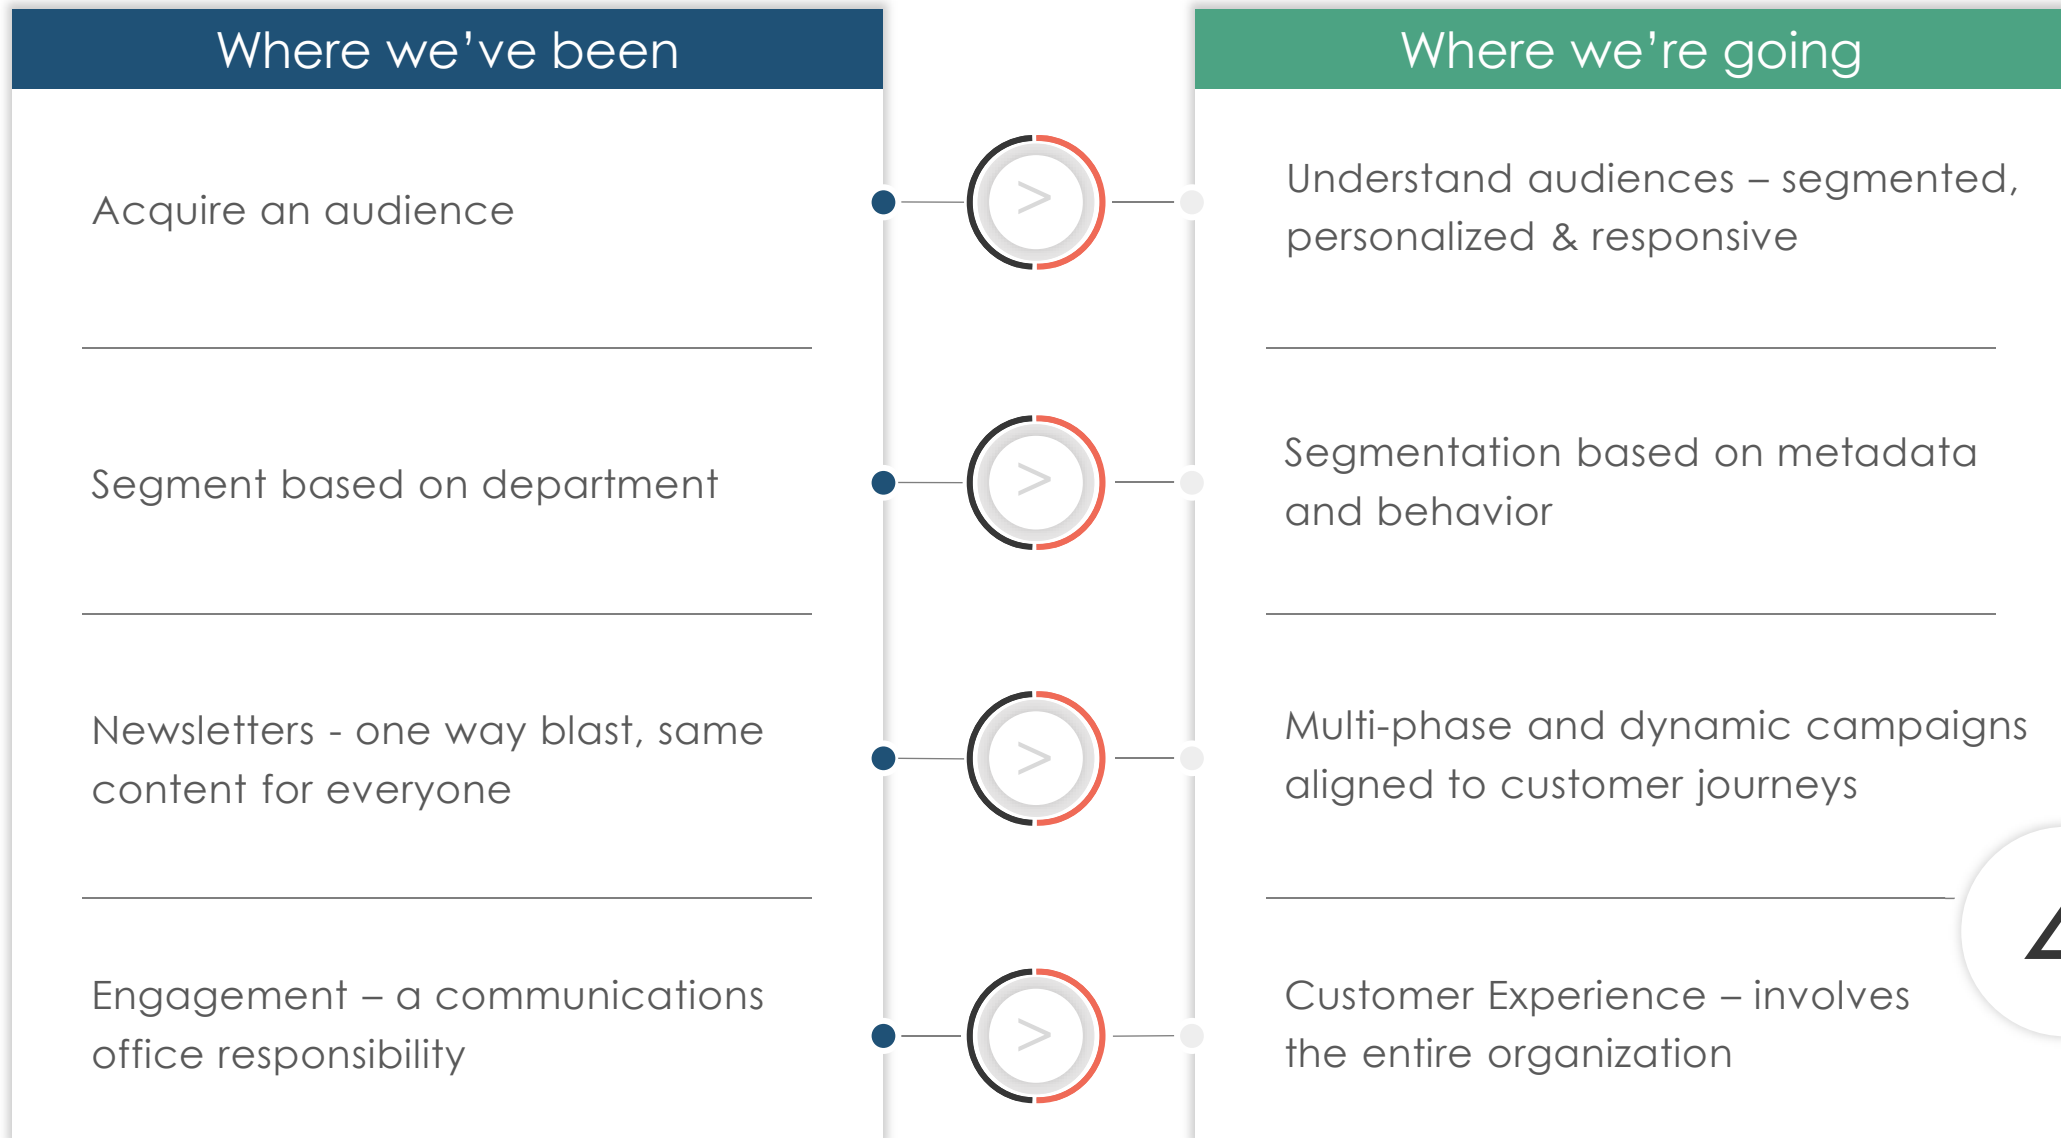 Where we’ve been
Where we’re going
Acquire an audience
>
Understand audiences – segmented,
personalized & responsive
Segment based on department
>
Segmentation based on metadata
and behavior
Newsletters - one way blast, same
content for everyone
>
Multi-phase and dynamic campaigns
aligned to customer journeys
Engagement – a communications
office responsibility
>
Customer Experience – involves
the entire organization